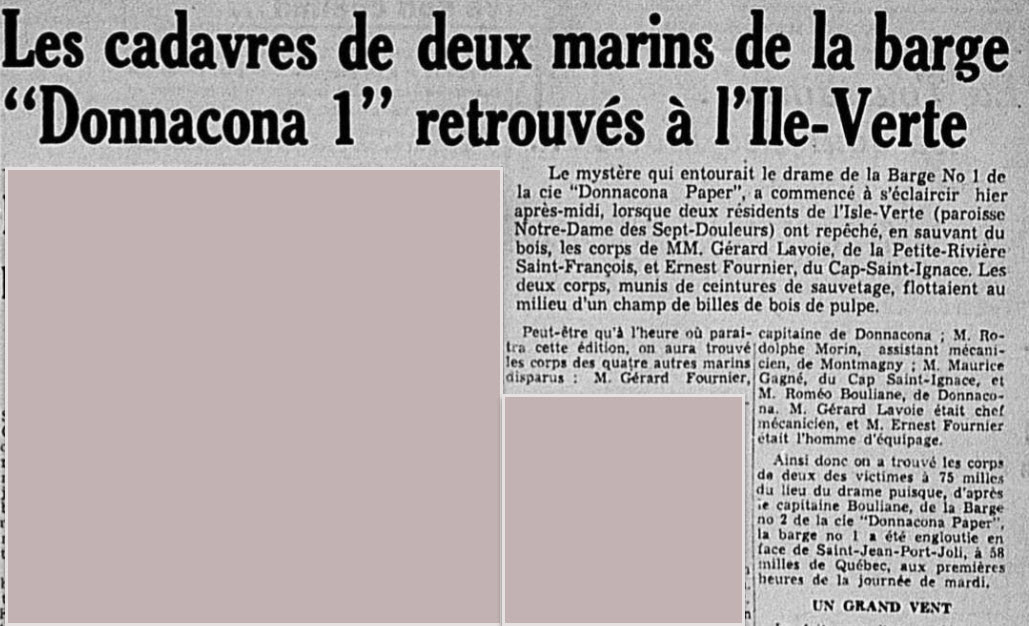 Les cadavres de deux marins de la barge
“Donnacona 1” retrouvés à l’Ile-Verte
Le mystère qui entourait le drame de la Barge No 1 de
la cie “Donnacona Paper”, a commencé à s’éclaircir hier
après-midi, lorsque deux résidents de l’Isle-Verte (paroisse
Notre-Dame des Sept-Douleurs) ont repêché, en sauvant du
bois, les corps de MM. Gérard Lavoie, de la Petite-Rivière
Saint-François, et Ernest Fournier, du Cap-Saint-Ignace. Les
deux corps, munis de ceintures de sauvetage, flottaient au
milieu d’un champ de billes de bois de pulpe.
Peut-être qu’à l’heure où parai-
tra cette édition, on aura trouvé
les corps des quatre autres marins
disparus : M. Gérard Fournier,
capitaine de Donnacona ; M. Ro-
dolphe Morin, assistant mécani-
cien, de Montmagny ; M. Maurice
Gagné, du Cap Saint-Ignace, et
M. Roméo Bouliane, de Donnaco-
na. M. Gérard Lavoie était chef
mécanicien, et M. Ernest Fournier
était l’homme d’équipage.
Ainsi donc on a trouvé les corps
de deux des victimes à 75 milles
du lieu du drame puisque, d’après
le capitaine Bouliane, de la Barge
no 2 de la cie “Donnacona Paper”,
la barge no 1 a été engloutie en
face de Saint-Jean-Port-Joli, à 58
milles de Québec, aux premières
heures de la journée de mardi.
UN GRAND VENT